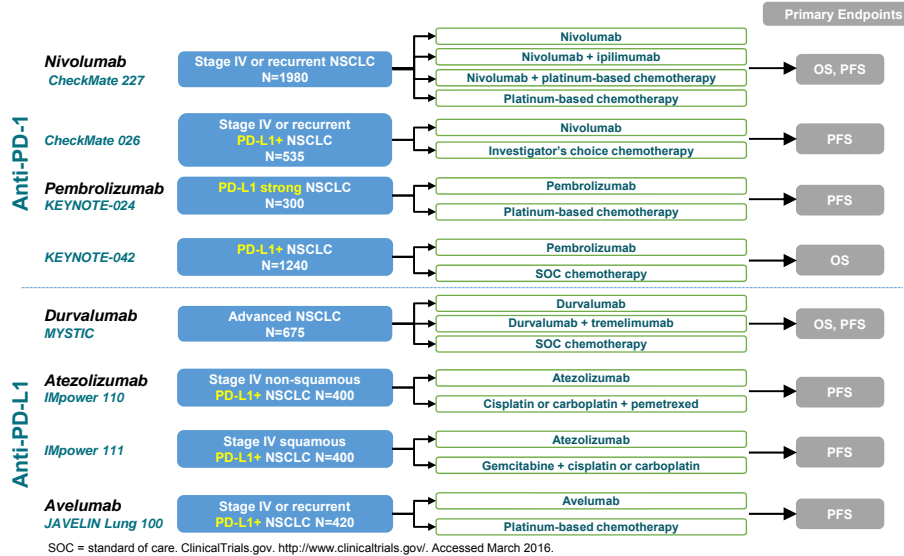 Primary Endpoints
Anti-PD-1
Nivolumab
CheckMate 227
Stage IV or recurrent NSCLC
N=1980
Nivolumab
Nivolumab + ipilimumab
Nivolumab + platinum-based chemotherapy
Platinum-based chemotherapy
OS, PFS
CheckMate 026
Stage IV or recurrent
PD-L1+ NSCLC
N=535
Nivolumab
Investigator's choice chemotherapy
PFS
Pembrolizumab
KEYNOTE-024
PD-L1 strong NSCLC
N=300
Pembrolizumab
Platinum-based chemotherapy
PFS
KEYNOTE-042
PD-L1+ NSCLC
N=1240
Pembrolizumab
SOC chemotherapy
OS
Anti-PD-L1
Durvalumab
MYSTIC
Advanced NSCLC
N=675
Durvalumab
Durvalumab + tremelimumab
SOC chemotherapy
OS, PFS
Atezolizumab
IMpower 110
Stage IV non-squamous
PD-L1+ NSCLC N=400
Atezolizumab
Cisplatin or carboplatin + pemetrexed
PFS
IMpower 111
Stage IV squamous
PD-L1+ NSCLC N=400
Atezolizumab
Gemcitabine + cisplatin or carboplatin
PFS
Avelumab
JAVELIN Lung 100
Stage IV or recurrent
PD-L1+ NSCLC N=420
Avelumab
Platinum-based chemotherapy
PFS
SOC = standard of care. ClinicalTrials.gov. http://www.clinicaltrials.gov/. Accessed March 2016.